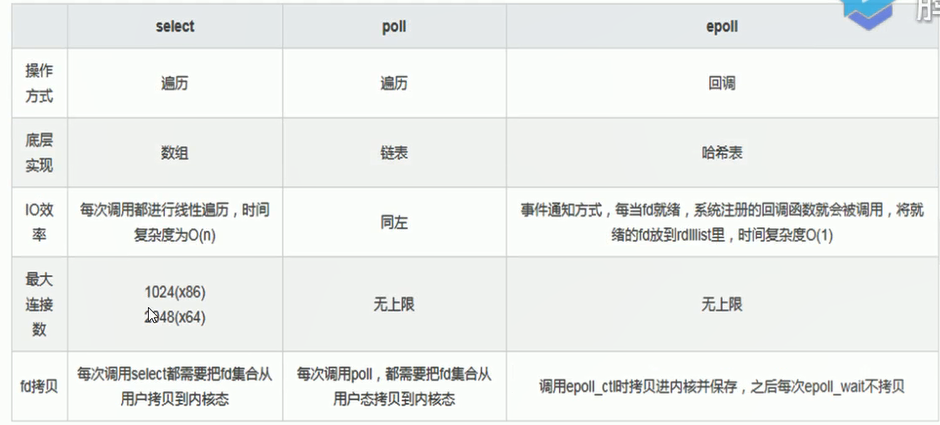 select poll epoll
操作
方式
遍历 遍历 回调
底层
实现
数组 链表 哈希表
IO效
率
每次调用都进行线性遍历，时间
复杂度为O(n)
同左
事件通知方式，每当fd就绪，系统注册的回调函数就会被调用，将就
绪的fd放到rdlllist里，时间复杂度O(1)
最大
连接
数
1024(x86)
2048(x64)
无上限 无上限
fd拷贝
每次调用select都需要把fd集合从
用户拷贝到内核态
每次调用poll，都需要把fd集合从
用户态拷贝到内核态
调用epoll_ctl时拷贝进内核并保存，之后每次epoll_wait不拷贝